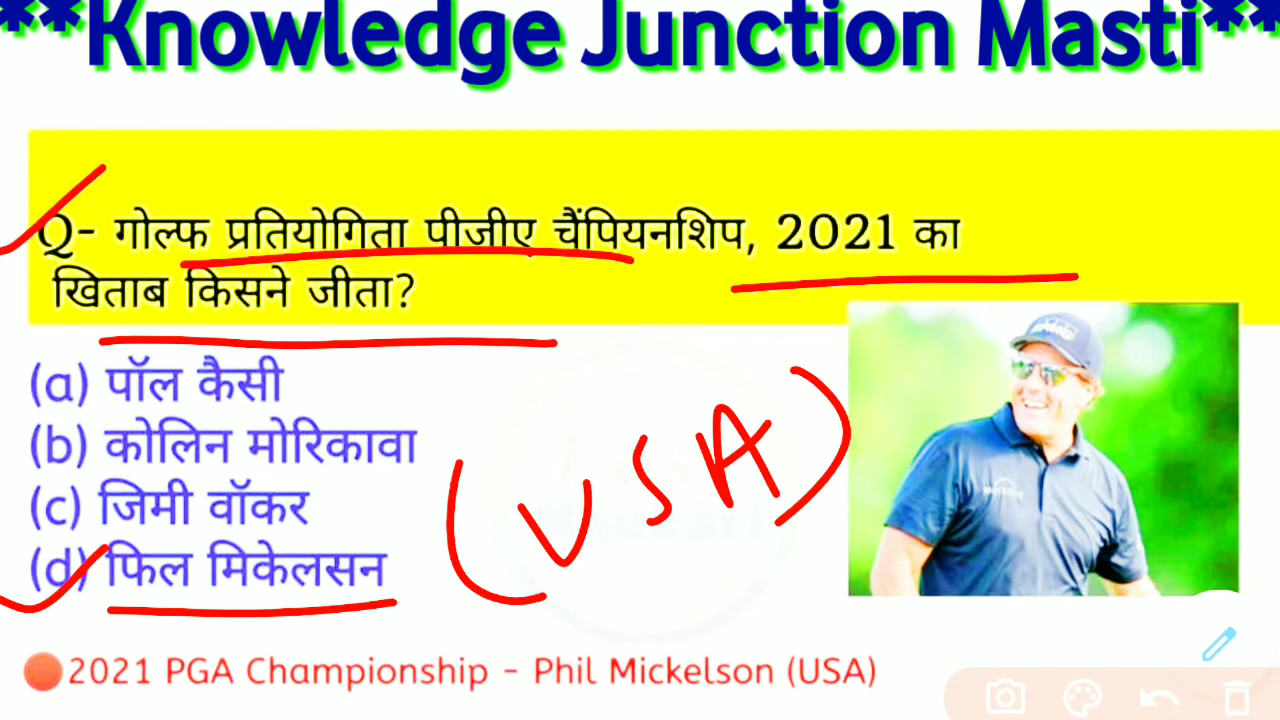 **Knowledge Junction Masti**
Q- गोल्फ प्रतियोगिता पीजीए चैंपियनशिप, 2021 का
खिताब किसने जीता?
(a) पॉल कैसी
(b) कोलिन मोरिकावा
(c) जिमी वॉकर
(d) फिल मिकेलसन
(USA)
2021 PGA Championship - Phil Mickelson (USA)